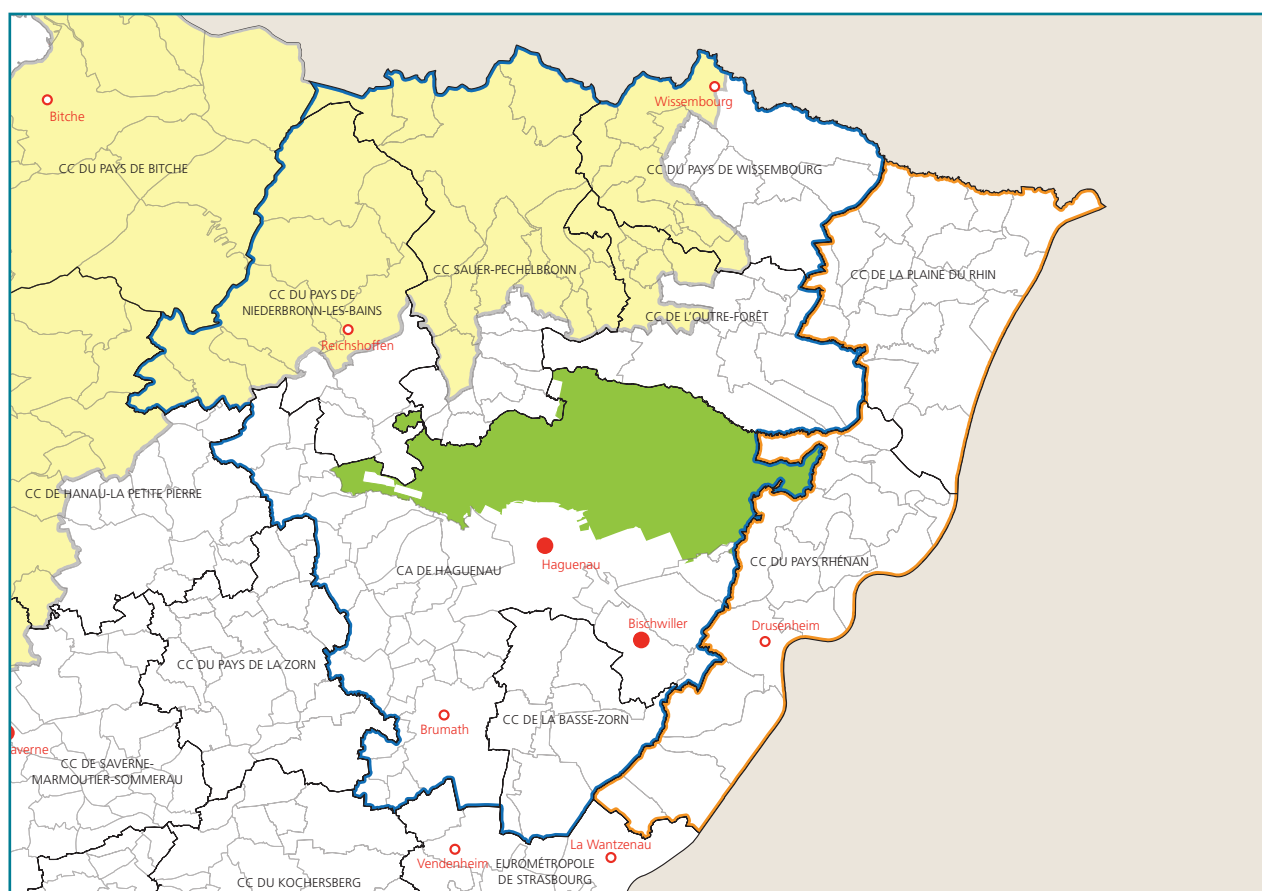 Wissembourg
Bitche
CC DU PAYS DE BITCHE
CC DU PAYS DE WISSEMBOURG
CC SAUER-PECHELBRONN
CC DE LA PLAINE DU RHIN
CC DU PAYS DE
NIEDERBRONN-LES-BAINS
CC DE L'OUTRE-FORÊT
Reichshoffen
CC DE HANAU-LA PETITE PIERRE
CA DE HAGUENAU
Haguenau
CC DU PAYS RHÉNAN
Bischwiller
Drusenheim
CC DU PAYS DE LA ZORN
CC DE LA BASSE-ZORN
Brumath
averne
CC DE SAVERNE-
MARMOUTIER-SOMMERAU
La Wantzenau
Vendenheim
EUROMÉTROPOLE
DE STRASBOURG
CC DU KOCHERSBERG